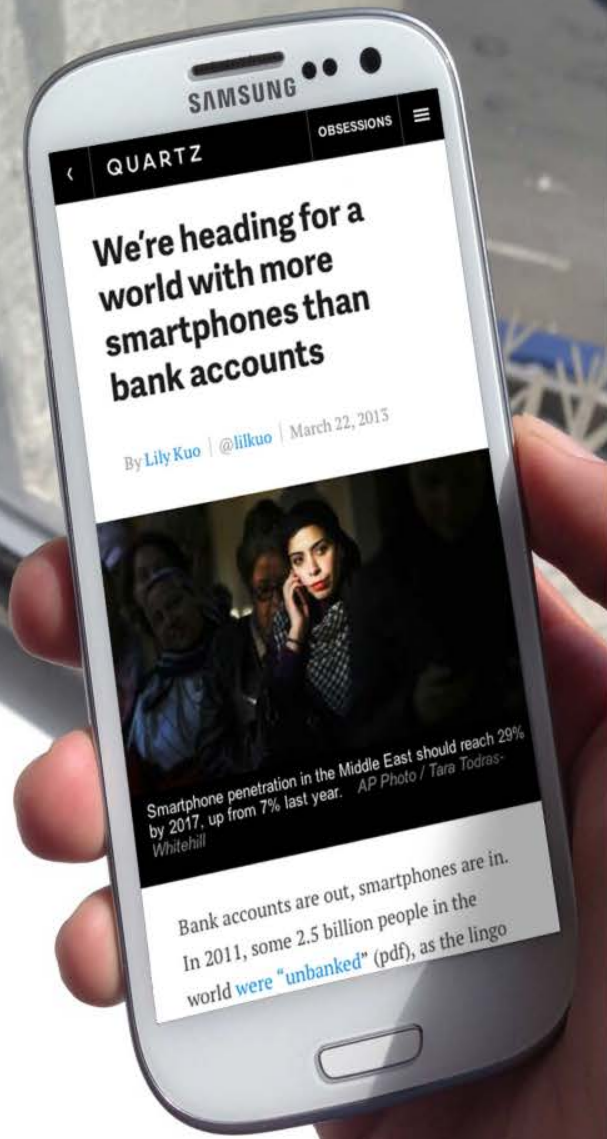 SAMSUNG
‹ QUARTZ OBSESSIONS
We're heading for a
world with more
smartphones than
bank accounts
By Lily Kuo | @lilkuo | March 22, 2013
Smartphone penetration in the Middle East should reach 29%
by 2017, up from 7% last year. AP Photo / Tara Todras-
Whitehill
Bank accounts are out, smartphones are in.
In 2011, some 2.5 billion people in the
world were “unbanked” (pdf), as the lingo